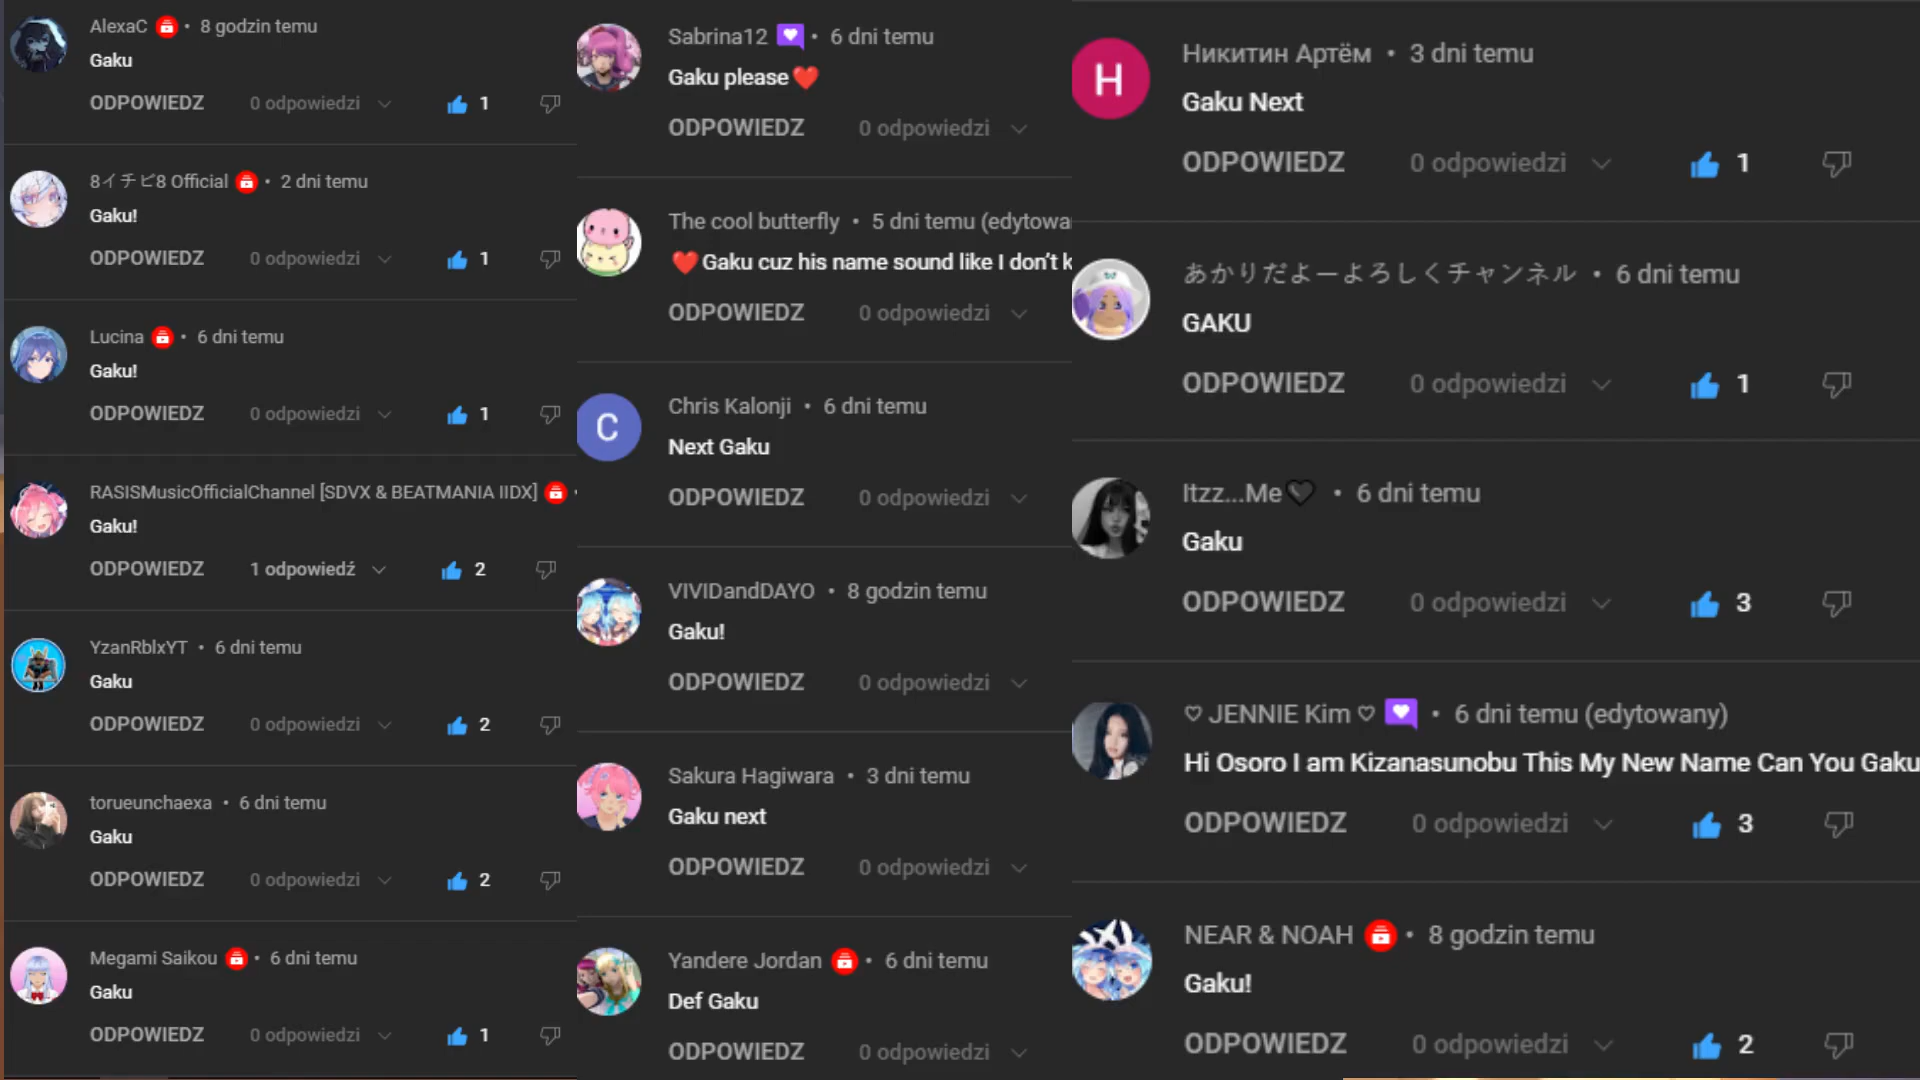 AlexaC • 8 godzin temu
Gaku
ODPOWIEDZ 0 odpowiedzi 1
8イチビ8 Official • 2 dni temu
Gaku!
ODPOWIEDZ 0 odpowiedzi 1
Lucina • 6 dni temu
Gaku!
ODPOWIEDZ 0 odpowiedzi 1
RASISMusicOfficialChannel [SDVX & BEATMANIA IIDX] •
Gaku!
ODPOWIEDZ 1 odpowiedź 2
YzanRblxYT • 6 dni temu
Gaku
ODPOWIEDZ 0 odpowiedzi 2
torueunchaexa • 6 dni temu
Gaku
ODPOWIEDZ 0 odpowiedzi 2
Megami Saikou • 6 dni temu
Gaku
ODPOWIEDZ 0 odpowiedzi 1
Sabrina12 • 6 dni temu
Gaku please❤️
ODPOWIEDZ 0 odpowiedzi
The cool butterfly • 5 dni temu (edytowa
❤️Gaku cuz his name sound like I don't k
ODPOWIEDZ 0 odpowiedzi
C
Chris Kalonji • 6 dni temu
Next Gaku
ODPOWIEDZ 0 odpowiedzi
VIVIDandDAYO • 8 godzin temu
Gaku!
ODPOWIEDZ 0 odpowiedzi
Sakura Hagiwara • 3 dni temu
Gaku next
ODPOWIEDZ 0 odpowiedzi
Yandere Jordan • 6 dni temu
Def Gaku
ODPOWIEDZ 0 odpowiedzi
Н
Никитин Артём • 3 dni temu
Gaku Next
ODPOWIEDZ 0 odpowiedzi 1
あかりだよーよろしくチャンネル • 6 dni temu
GAKU
ODPOWIEDZ 0 odpowiedzi 1
Itzz...Me🖤 • 6 dni temu
Gaku
ODPOWIEDZ 0 odpowiedzi 3
♡ JENNIE Kim ♡ • 6 dni temu (edytowany)
Hi Osoro I am Kizanasunobu This My New Name Can You Gaku
ODPOWIEDZ 0 odpowiedzi 3
NEAR & NOAH • 8 godzin temu
Gaku!
ODPOWIEDZ 0 odpowiedzi 2